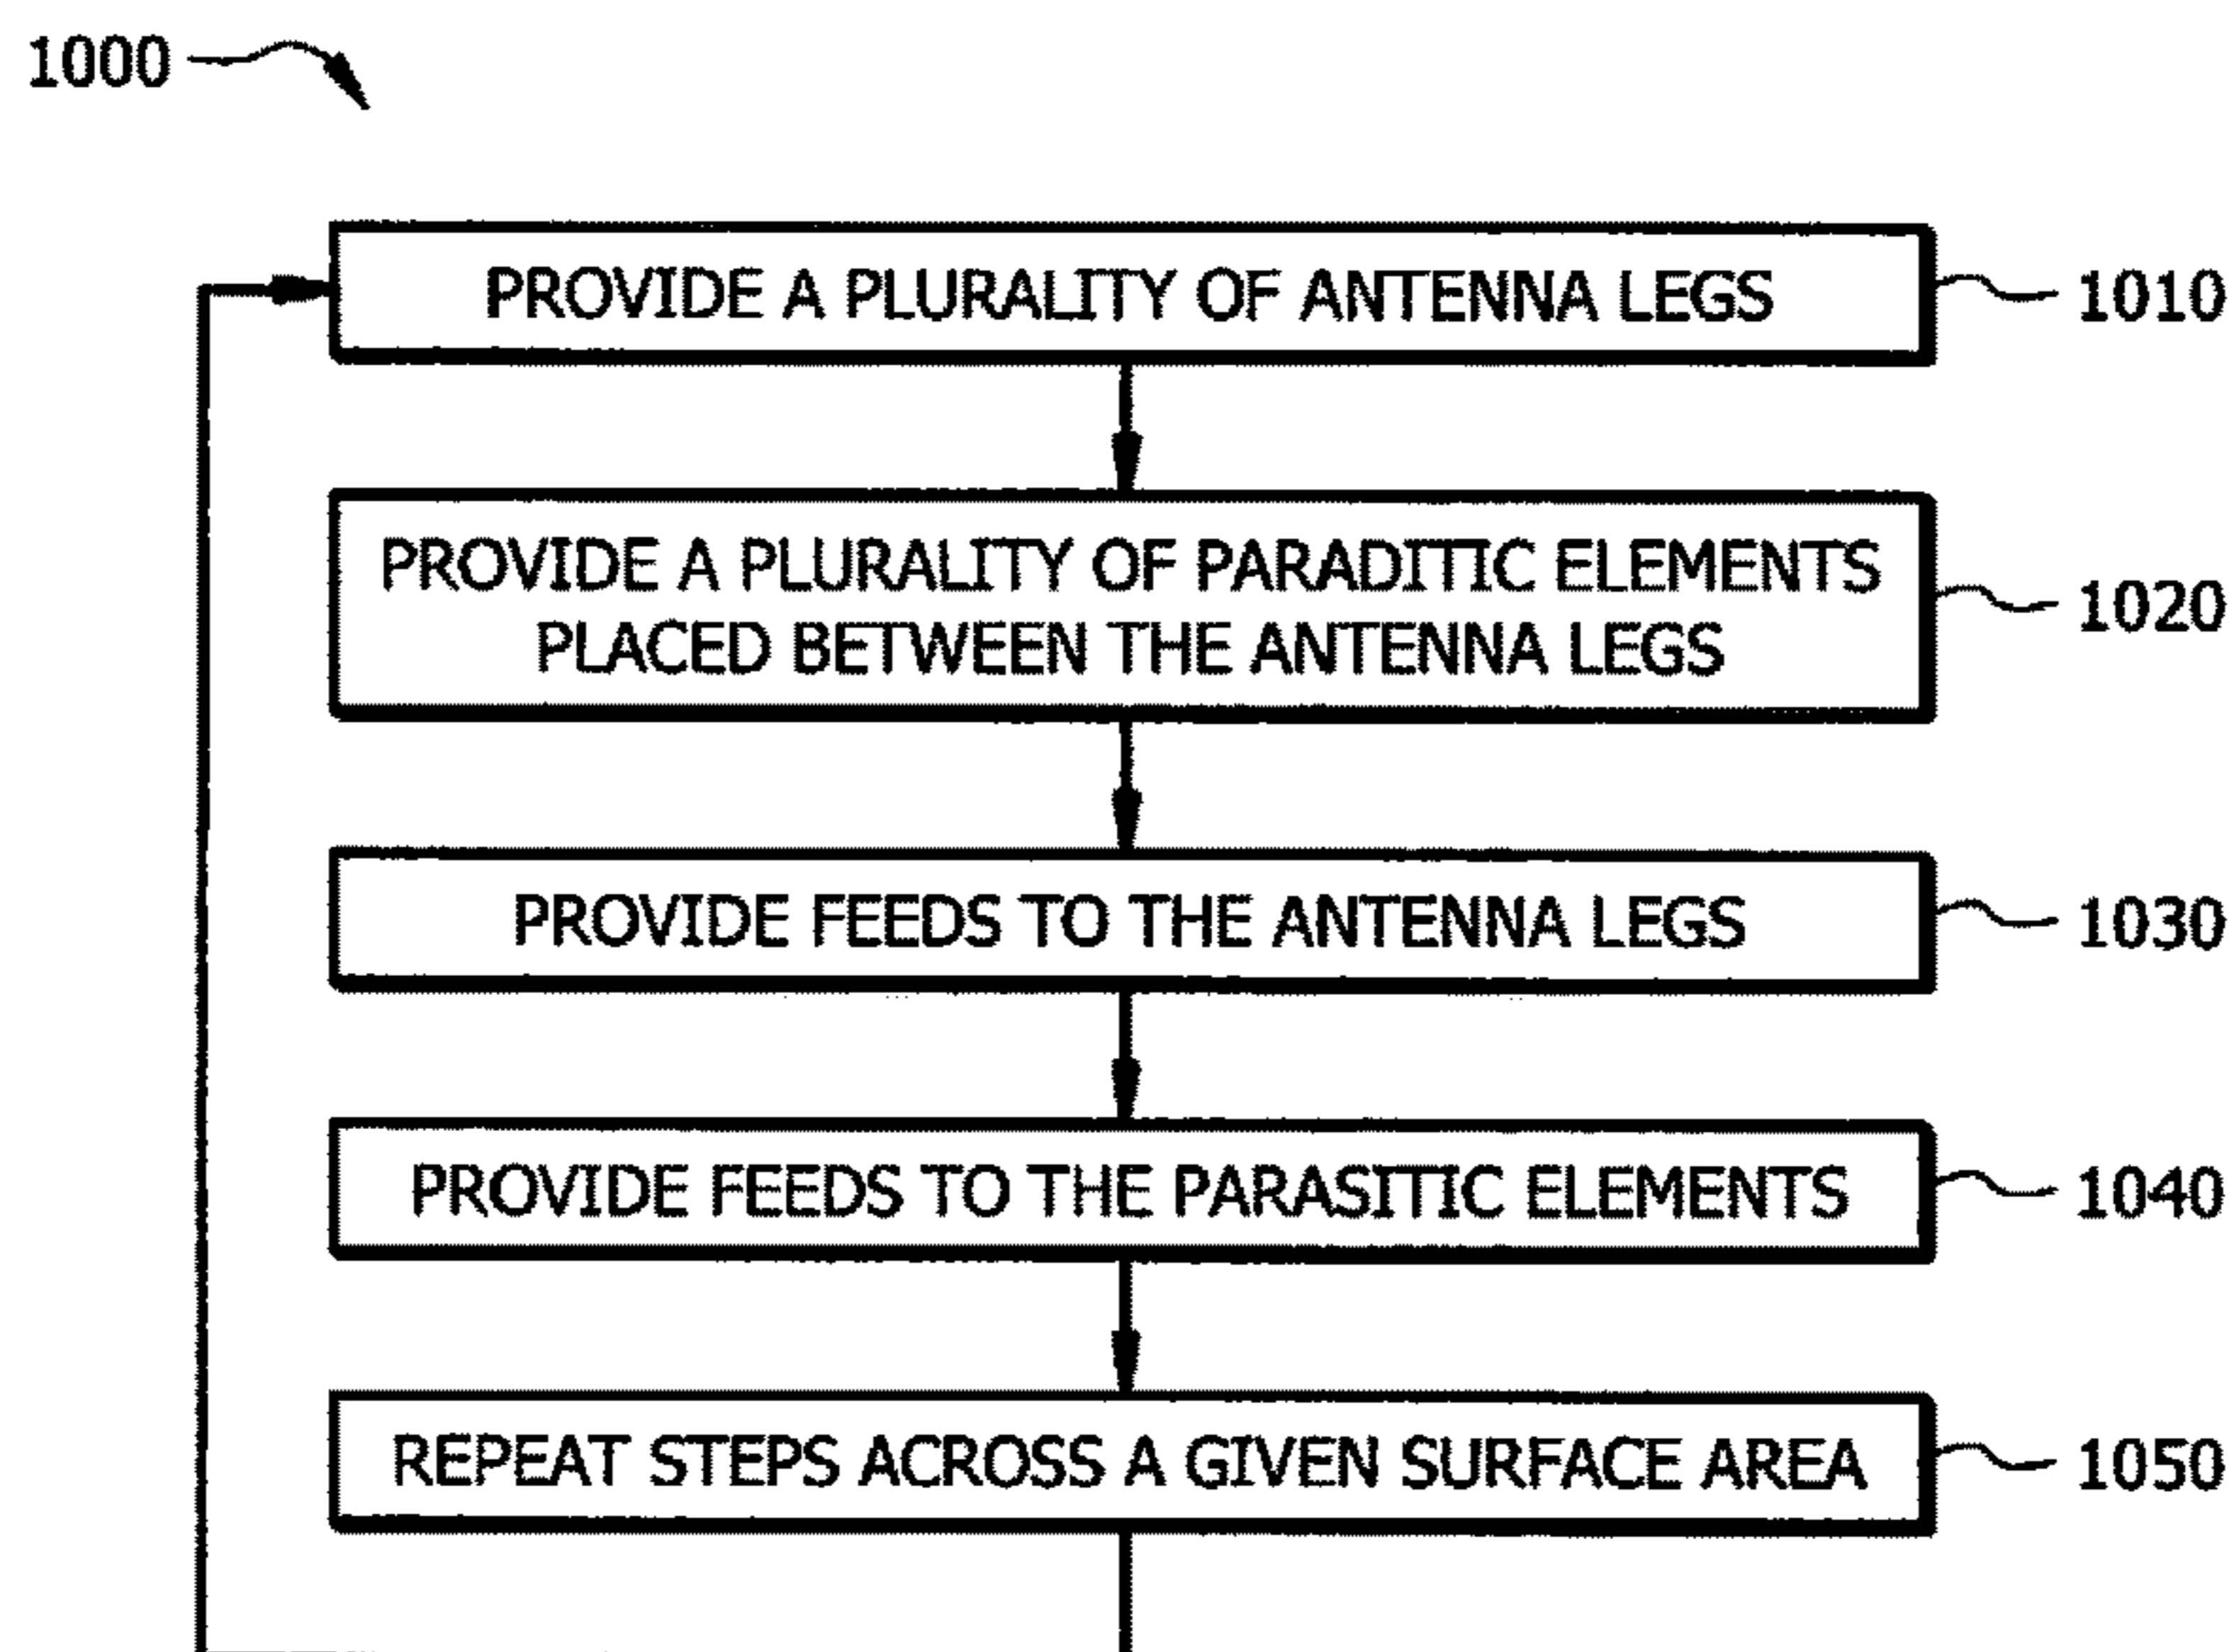 1000
PROVIDE A PLURALITY OF ANTENNA LEGS
1010
PROVIDE A PLURALITY OF PARADITIC ELEMENTS
PLACED BETWEEN THE ANTENNA LEGS
1020
PROVIDE FEEDS TO THE ANTENNA LEGS
1030
PROVIDE FEEDS TO THE PARASITIC ELEMENTS
1040
REPEAT STEPS ACROSS A GIVEN SURFACE AREA
1050